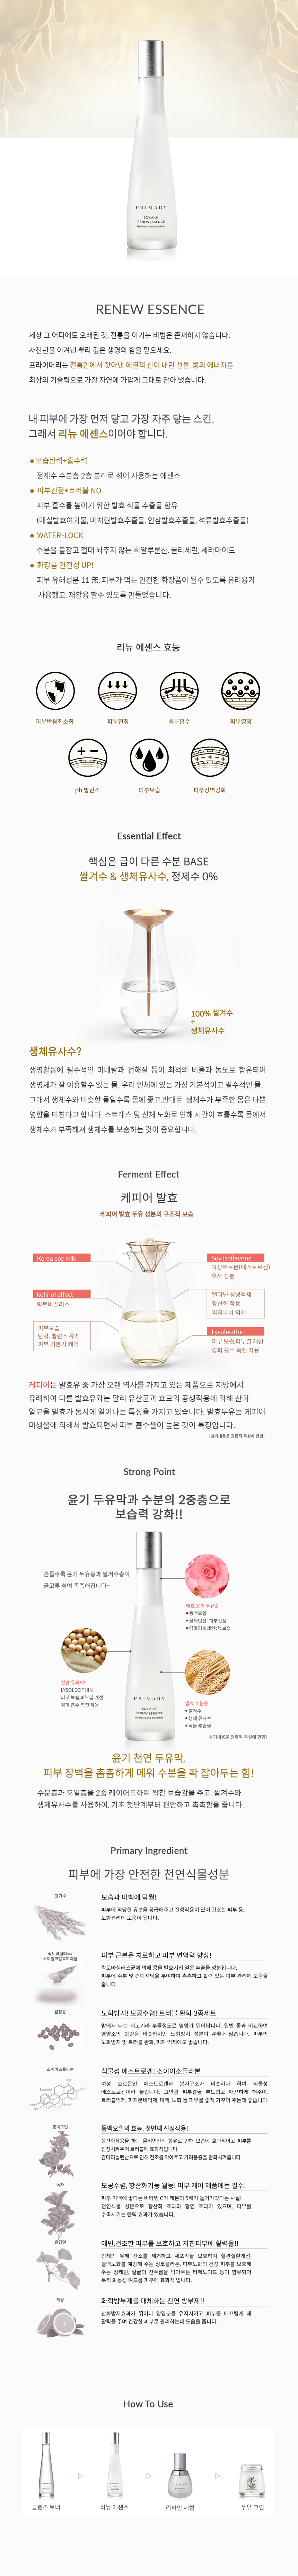 PRIMARY
SOYMILK
RENEW ESSENCE
RENEW ESSENCE
세상 그 어디에도 오래된 것, 전통을 이기는 비법은 존재하지 않습니다.
사천년을 이겨낸 뿌리 깊은 생명의 힘을 믿으세요.
프라이머리는 전통안에서 찾아낸 해결책 신이 내린 선물, 콩의 에너지를
최상의 기술력으로 가장 자연에 가깝게 그대로 담아 냈습니다.
내 피부에 가장 먼저 닿고 가장 자주 닿는 스킨.
그래서 리뉴 에센스이어야 합니다.
보습탄력+흡수력
정제수 수분층 2층 분리로 섞어 사용하는 에센스
피부진정+트러블 NO
피부 흡수를 높이기 위한 발효 식물 추출물 함유
(매실발효여과물, 마치현발효추출물, 인삼발효추출물, 석류발효추출물)
WATER-LOCK
수분을 붙잡고 절대 놔주지 않는 히알루론산, 글리세린, 세라마이드
화장품 안전성 UP!
피부 유해성분 11 無, 피부가 먹는 안전한 화장품이 될수 있도록 유리용기
사용했고, 재활용 할수 있도록 만들었습니다.
리뉴 에센스 효능
피부반응최소화
피부진정
빠른흡수
피부영양
ph 발란스
피부보습
피부장벽강화
Essential Effect
핵심은 급이 다른 수분 BASE
쌀겨수 & 생체유사수, 정제수 0%
100% 쌀겨수
+
생체유사수
생체유사수?
생명활동에 필수적인 미네랄과 전해질 등이 최적의 비율과 농도로 함유되어
생명체가 잘 이용할수 있는 물. 우리 인체에 있는 가장 기본적이고 필수적인 물.
그래서 생체수와 비슷한 물일수록 몸에 좋고,반대로 생체수가 부족한 몸은 나쁜
영향을 미친다고 합니다. 스트레스 및 신체 노화로 인해 시간이 흐를수록 몸에서
생체수가 부족해져 생체수를 보충하는 것이 중요합니다.
Ferment Effect
케피어 발효
케피어 발효 두유 성분의 구조적 보습
Korea soy milk
kefir of effect
락토바실러스
피부보습
탄력, 밸런스 유지
피부 기본기 케어
Soy isoflavone
여성호르몬(에스트로겐)
유사 성분
멜라닌 생성억제
항산화 작용
피지분비 억제
Lysolecithin
피부 보습,피부결 개선
겸피 흡수 촉진 작용
케피어는 발효유 중 가장 오랜 역사를 가지고 있는 제품으로 지방에서
유래하여 다른 발효유와는 달리 유산균과 효모의 공생작용에 의해 산과
알코올 발효가 동시에 일어나는 특징을 가지고 있습니다. 발효두유는 케피어
미생물에 의해서 발효되면서 피부 흡수율이 높은 것이 특징입니다.
(상기내용은 원료적 특성에 한함)
Strong Point
윤기 두유막과 수분의 2중층으로
보습력 강화!!
흔들수록 윤기 두유층과 쌀겨수층이
골고루 섞여 촉촉해집니다~
발효 윤기 두유층
동백오일
올레인산: 피부진정
감마리놀레인산: 보습
천연 유화제!
LYSOLECITHIN
피부 보습,피부결 개선
겸피 흡수 촉진 작용
PRIMARY
SOYMILK
RENEW ESSENCE
발효 수분층
쌀겨수
생체 유사수
식물 추출물
(상기내용은 원료적 특성에 한함)
윤기 천연 두유막,
피부 장벽을 촘촘하게 메워 수분을 꽉 잡아두는 힘!
수분층과 오일층을 2중 레이어드하여 꽉찬 보습감을 주고, 쌀겨수와
생체유사수를 사용하여, 기초 첫단계부터 편안하고 촉촉함을 줍니다.
Primary Ingredient
피부에 가장 안전한 천연식물성분
쌀겨수
보습과 미백에 탁월!
피부에 적당한 유분을 공급해주고 진정작용이 있어 건조한 피부 등,
노화관리에 도움이 됩니다.
락토바실러스/
피부 근본은 치료하고 피부 면역력 향상!
락토바실러스균에 의해 콩을 발효시켜 얻은 추출물 성분입니다.
피부에 수분 및 컨디셔닝을 부여하여 촉촉하고 활력 있는 피부 관리에 도움을
줍니다.
검정콩
노화방지! 모공수렴! 트러블 완화 3종세트
밭에서 나는 쇠고기라 부를정도로 영양가 뛰어납니다. 일반 콩과 비교하여
영양소의 함량은 비슷하지만 노화방지 성분이 4배나 많습니다. 피부의
노화방지 및 트러블 완화, 피지 억제에도 좋습니다.
소이이소플라본
식물성 에스트로겐! 소이이소플라본
여성 호르몬인 에스트로겐과 분자구조가 비슷하다 하여 식물성
에스트로겐이라 불립니다. 그만큼 피부결을 부드럽고 매끈하게 해주며,
트러블억제, 피지분비억제, 미백, 노화 등 피부를 좋게 가꾸어 주는데 좋습니다.
동백오일
동백오일의 효능. 첫번째 진정작용!
항산화작용을 하는 올리인산의 함유로 인해 보습에 효과적이고 피부를
진정시켜주어 트러블에 효과적입니다.
감마리놀렌산으로 인해 건조를 막아주고 가려움증을 완화시켜줍니다.
녹차
모공수렴, 항산화기능 월등! 피부 케어 제품에는 필수!
피부 미백에 좋다는 비타민 C가 레몬의 5배가 들어가있다는 사실!
천연식물 성분으로 항산화 효과와 항염 효과가 있으며, 피부를
수축시키는 탄력 효과가 있습니다.
은행잎
예민,건조한 피부를 보호하고 지친피부에 활력을!!
인체의 유해 산소를 제거하고 세포막을 보호하며 혈관질환개선,
혈액노화를 예방해 주는 징코플라톤, 피부노화의 건성 피부를 보호해
주는 징케틴, 얼굴의 잔주름을 막아주는 터페노이드 등이 함유되어
특히 파농성 여드름 피부에 효과적 입니다.
자몽
화학방부제를 대체하는 천연 방부제!!
산화방지효과가 뛰어나 영양분을 유지시키고 피부를 매끄럽게 해
활력을 주며 건강한 피부로 관리하는데 도움을 줍니다.
How To Use
클렌즈 토너
리뉴 에센스
리파인 세럼
두유 크림